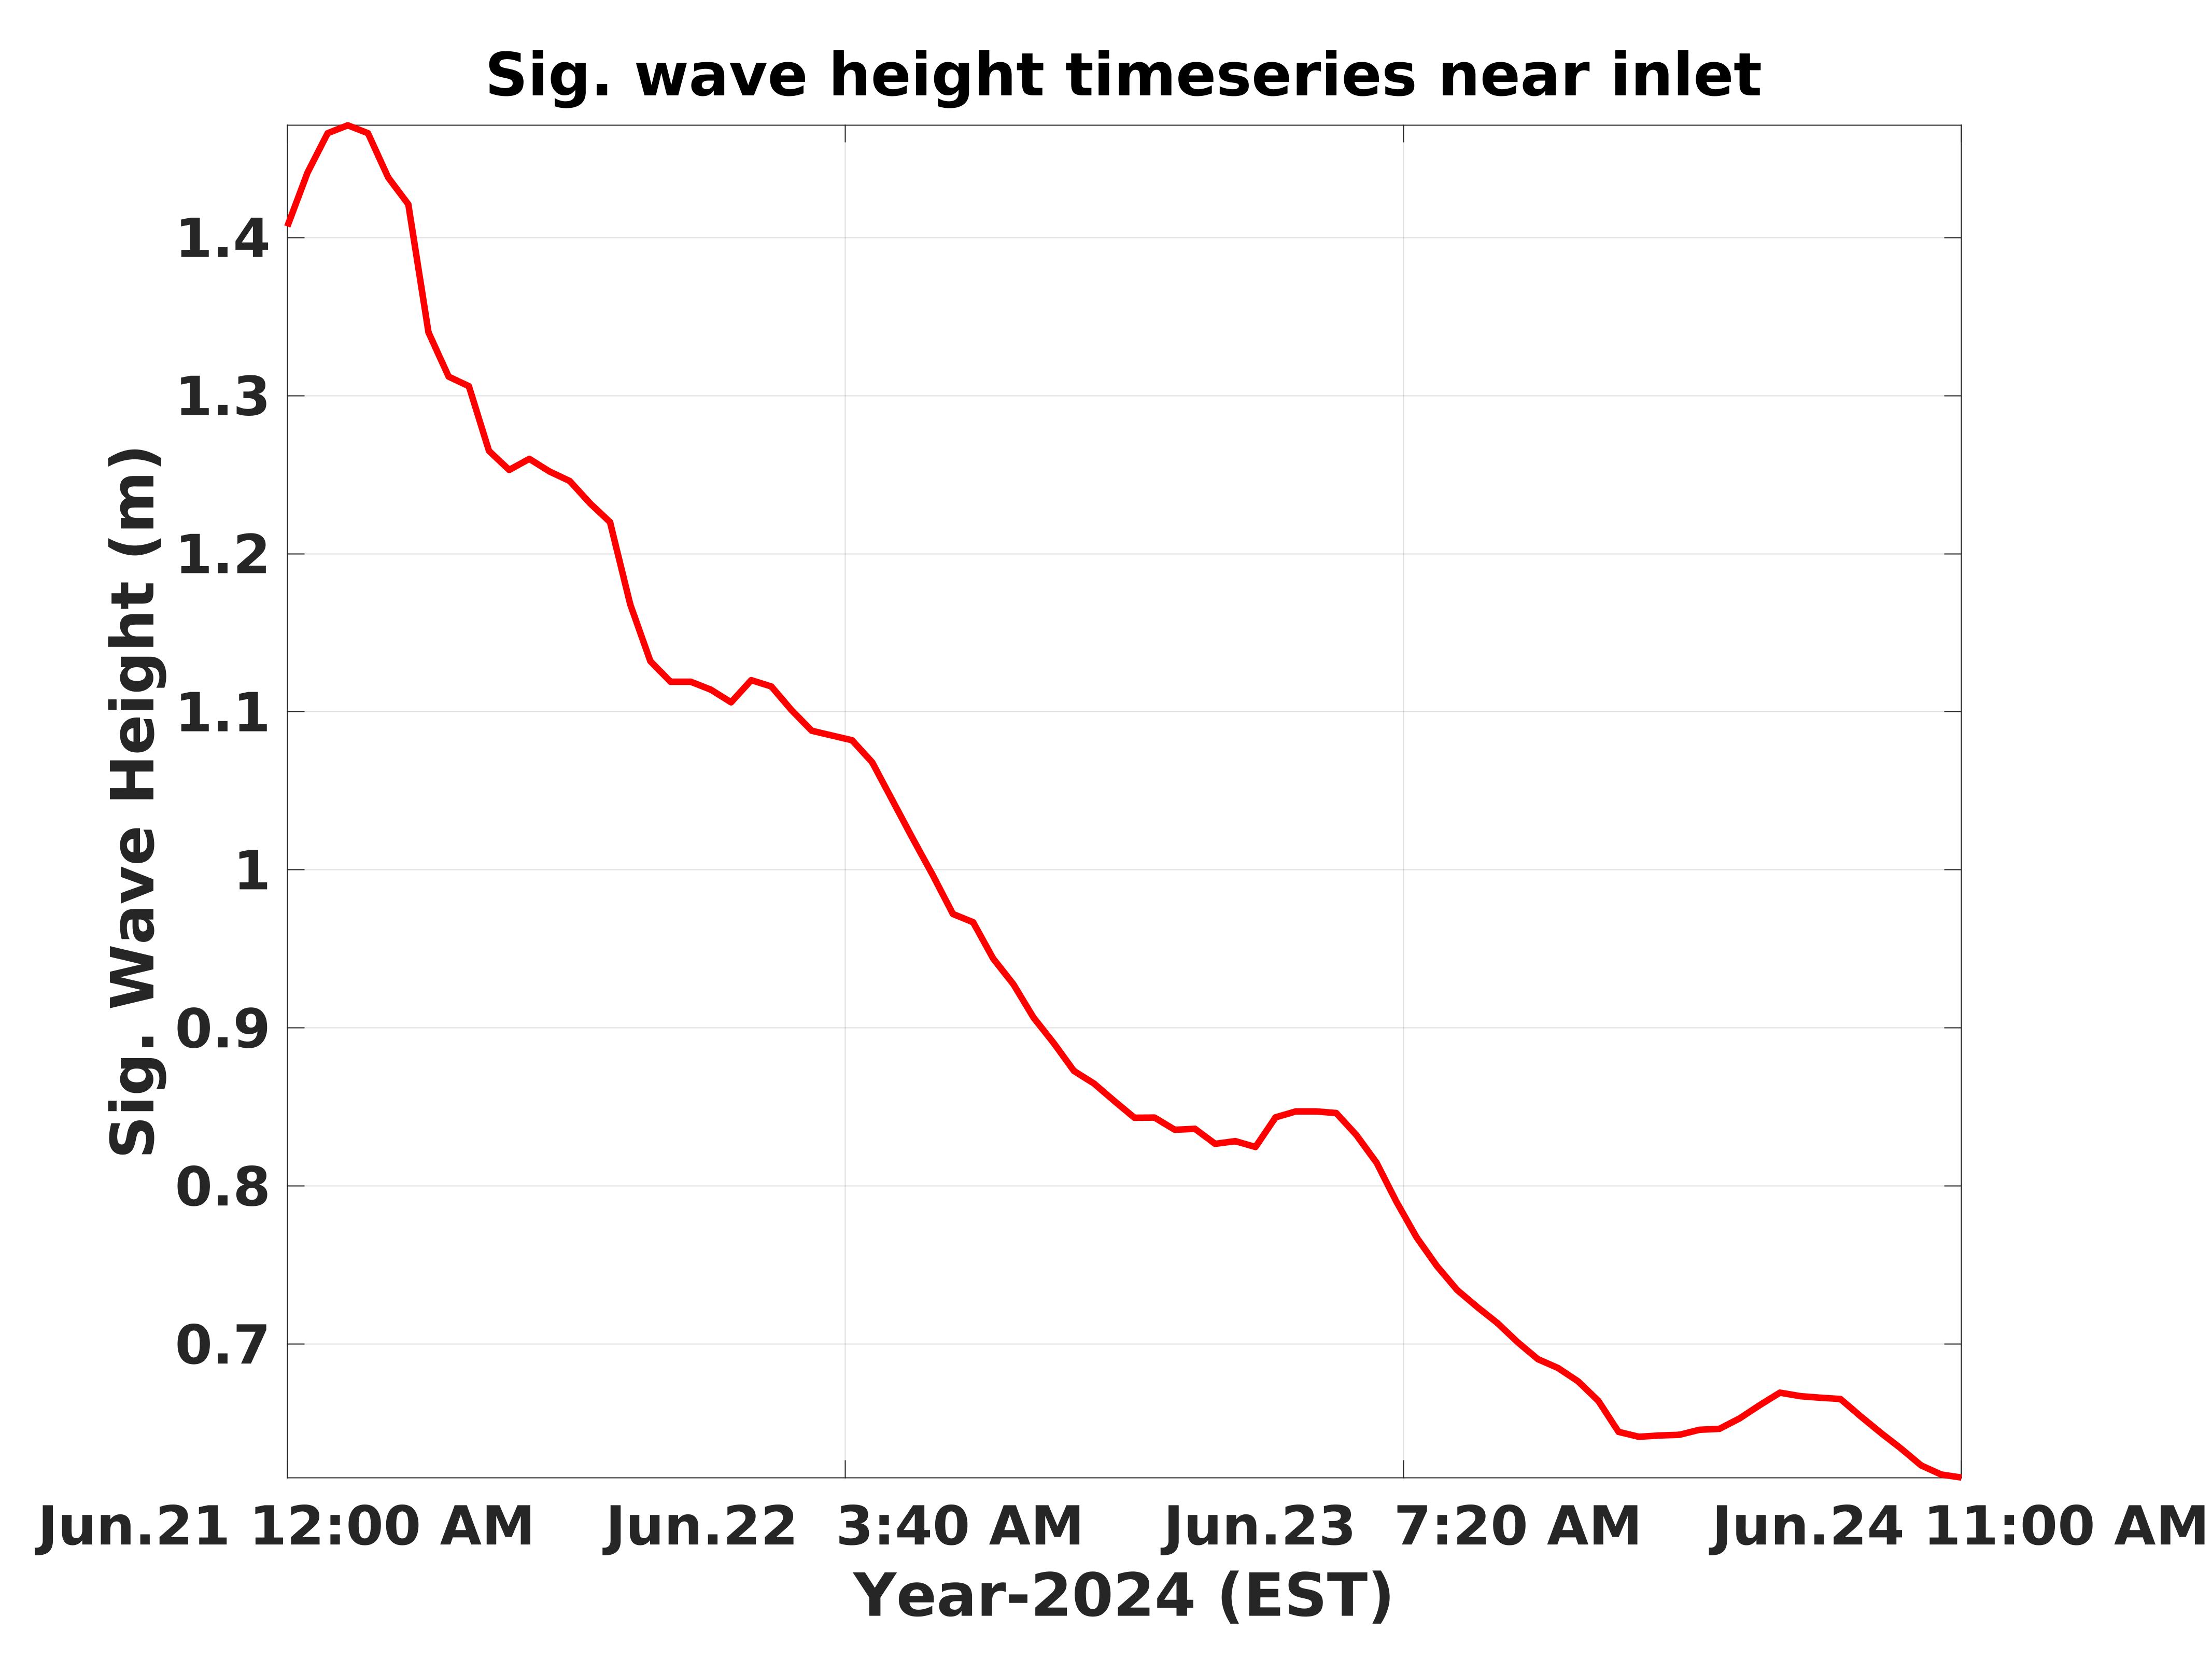 Sig. wave height timeseries near inlet
Sig. Wave Height (m)
1.4
1.3
1.2
1.1
1
0.9
0.8
0.7
Jun.21 12:00 AM Jun.22 3:40 AM Jun.23 7:20 AM Jun.24 11:00 AM
Year-2024 (EST)